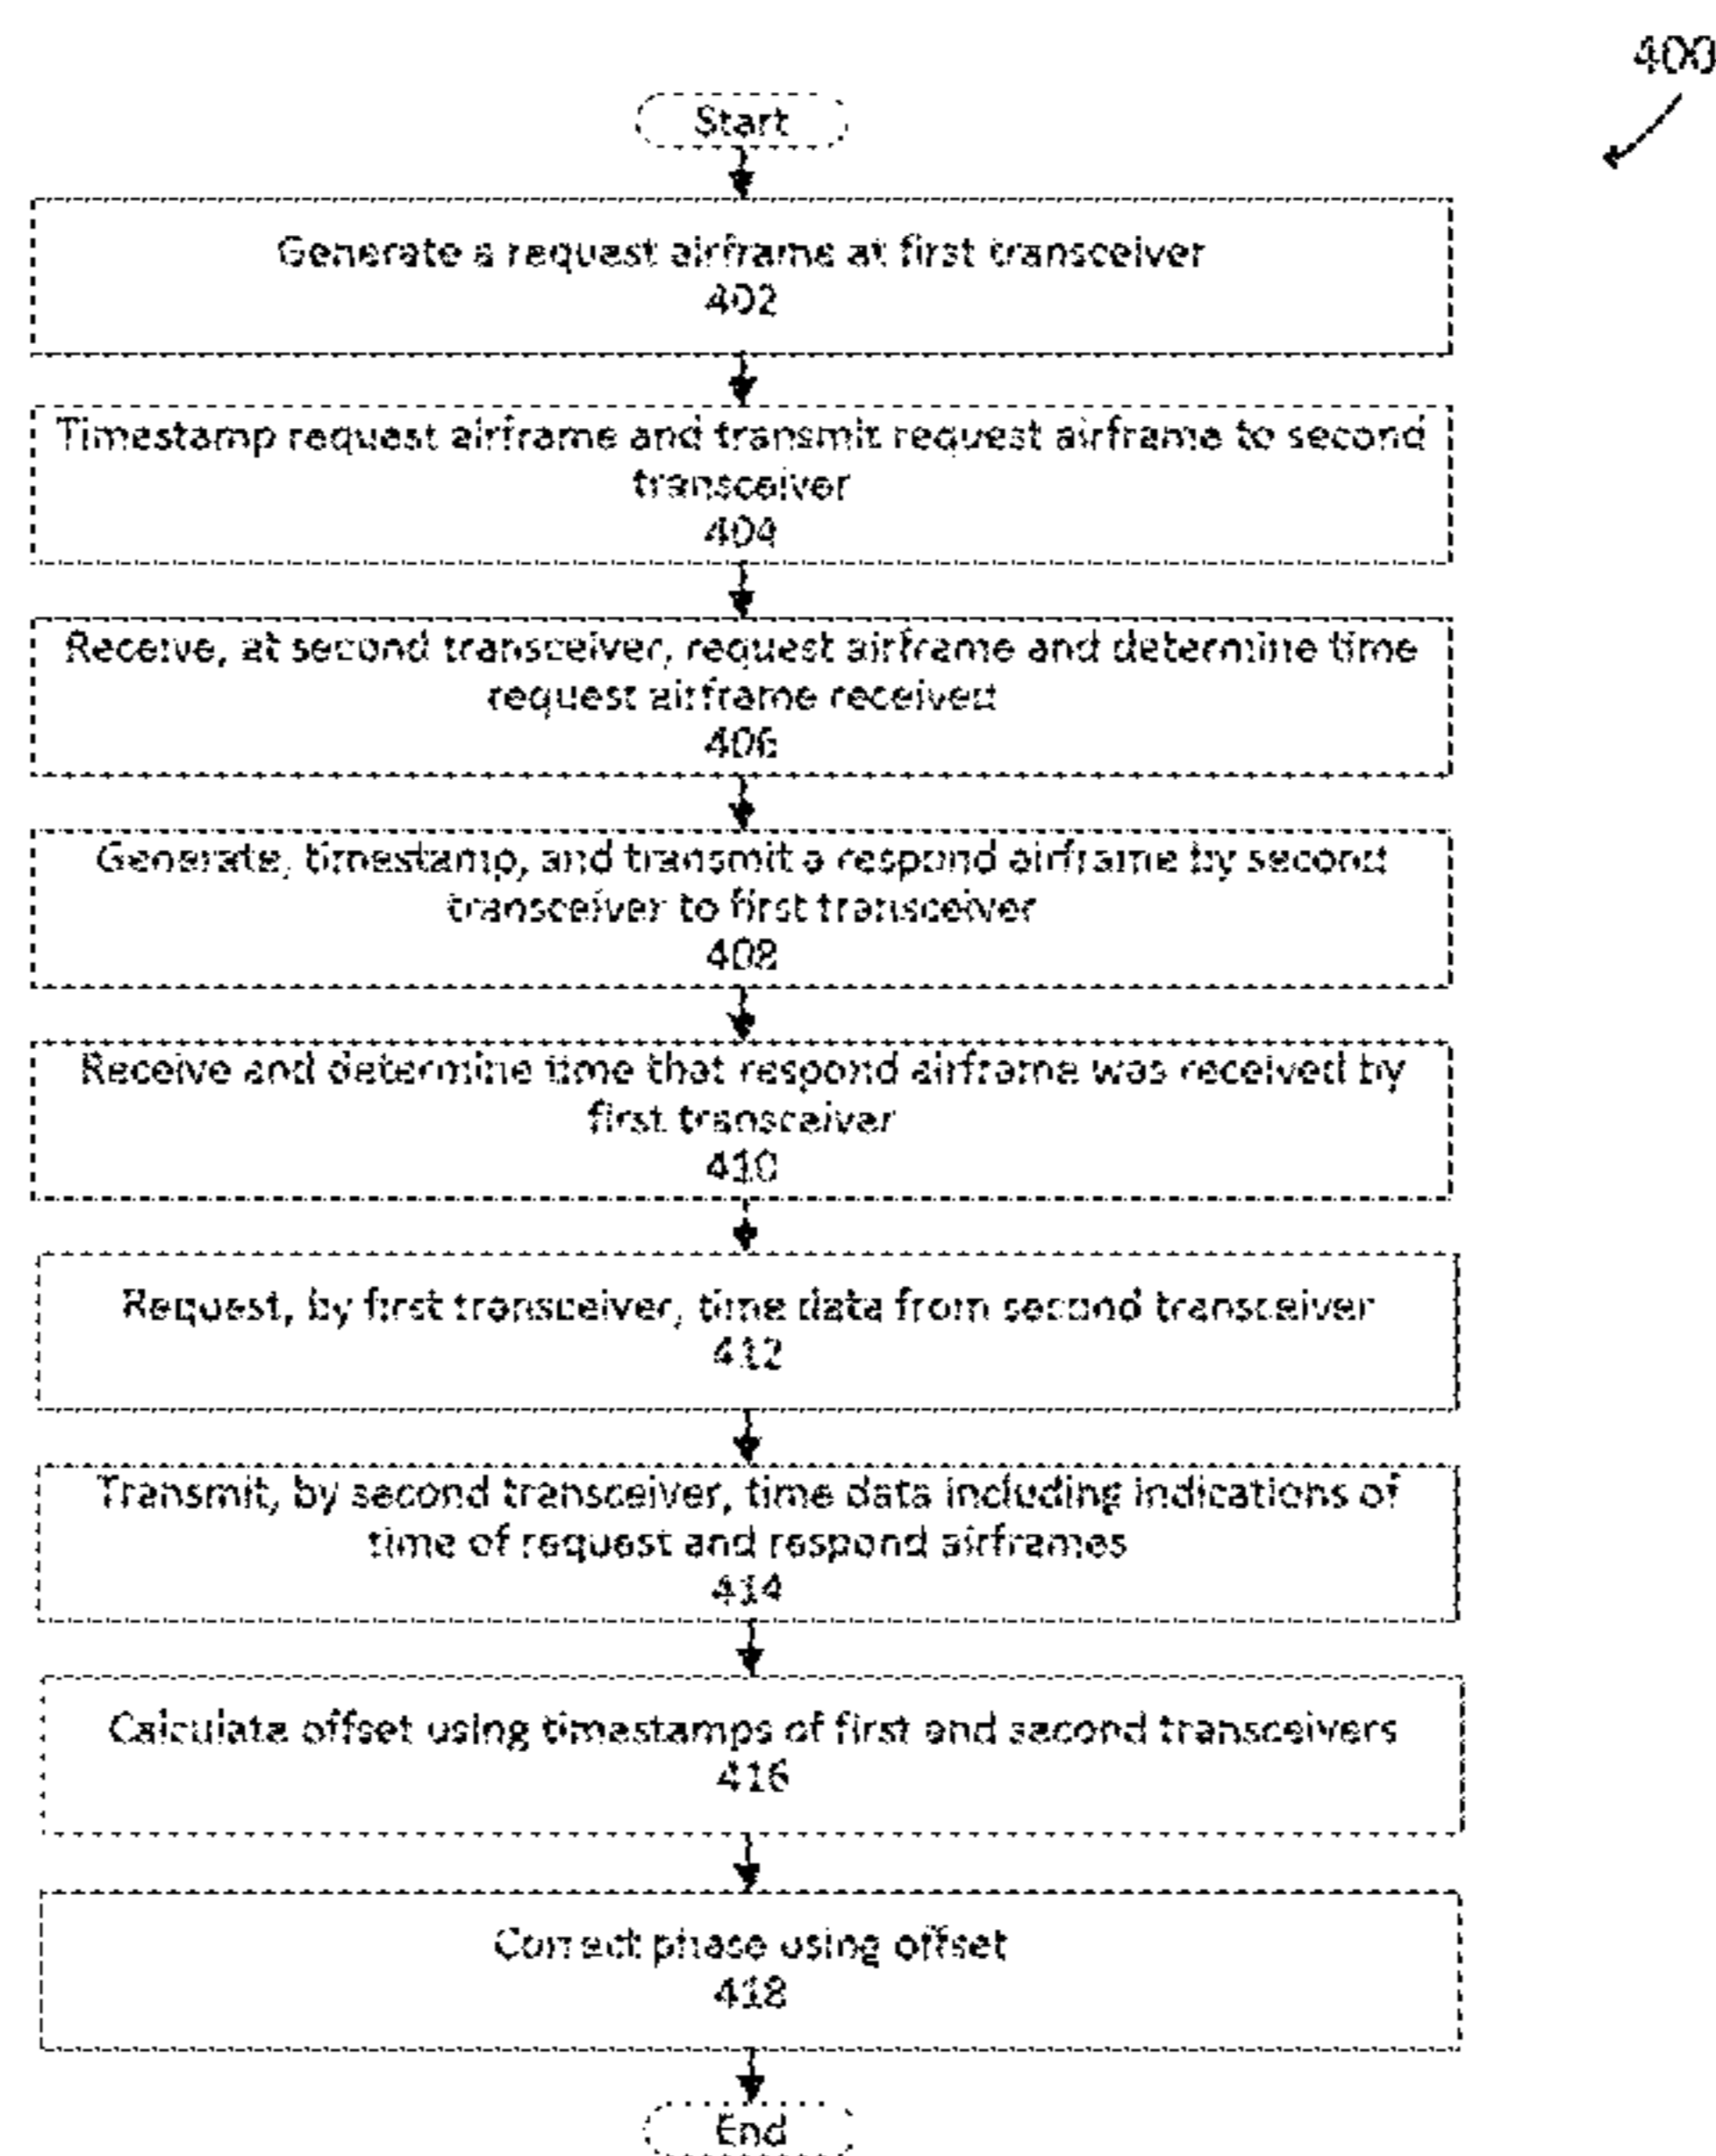 400
Start
Generate a request airframe at first transceiver
402
Timestamp request airframe and transmit request airframe to second
transceiver
404
Receive, at second transceiver, request airframe and determine time
request airframe received
406
Generate, timestamp, and transmit a respond airframe by second
transceiver to first transceiver
408
Receive and determine time that respond airframe was received by
first transceiver
410
Request, by first transceiver, time data from second transceiver
412
Transmit, by second transceiver, time data including indications of
time of request and respond airframes
414
Calculate offset using timestamps of first and second transceivers
416
Correct phase using offset
418
End